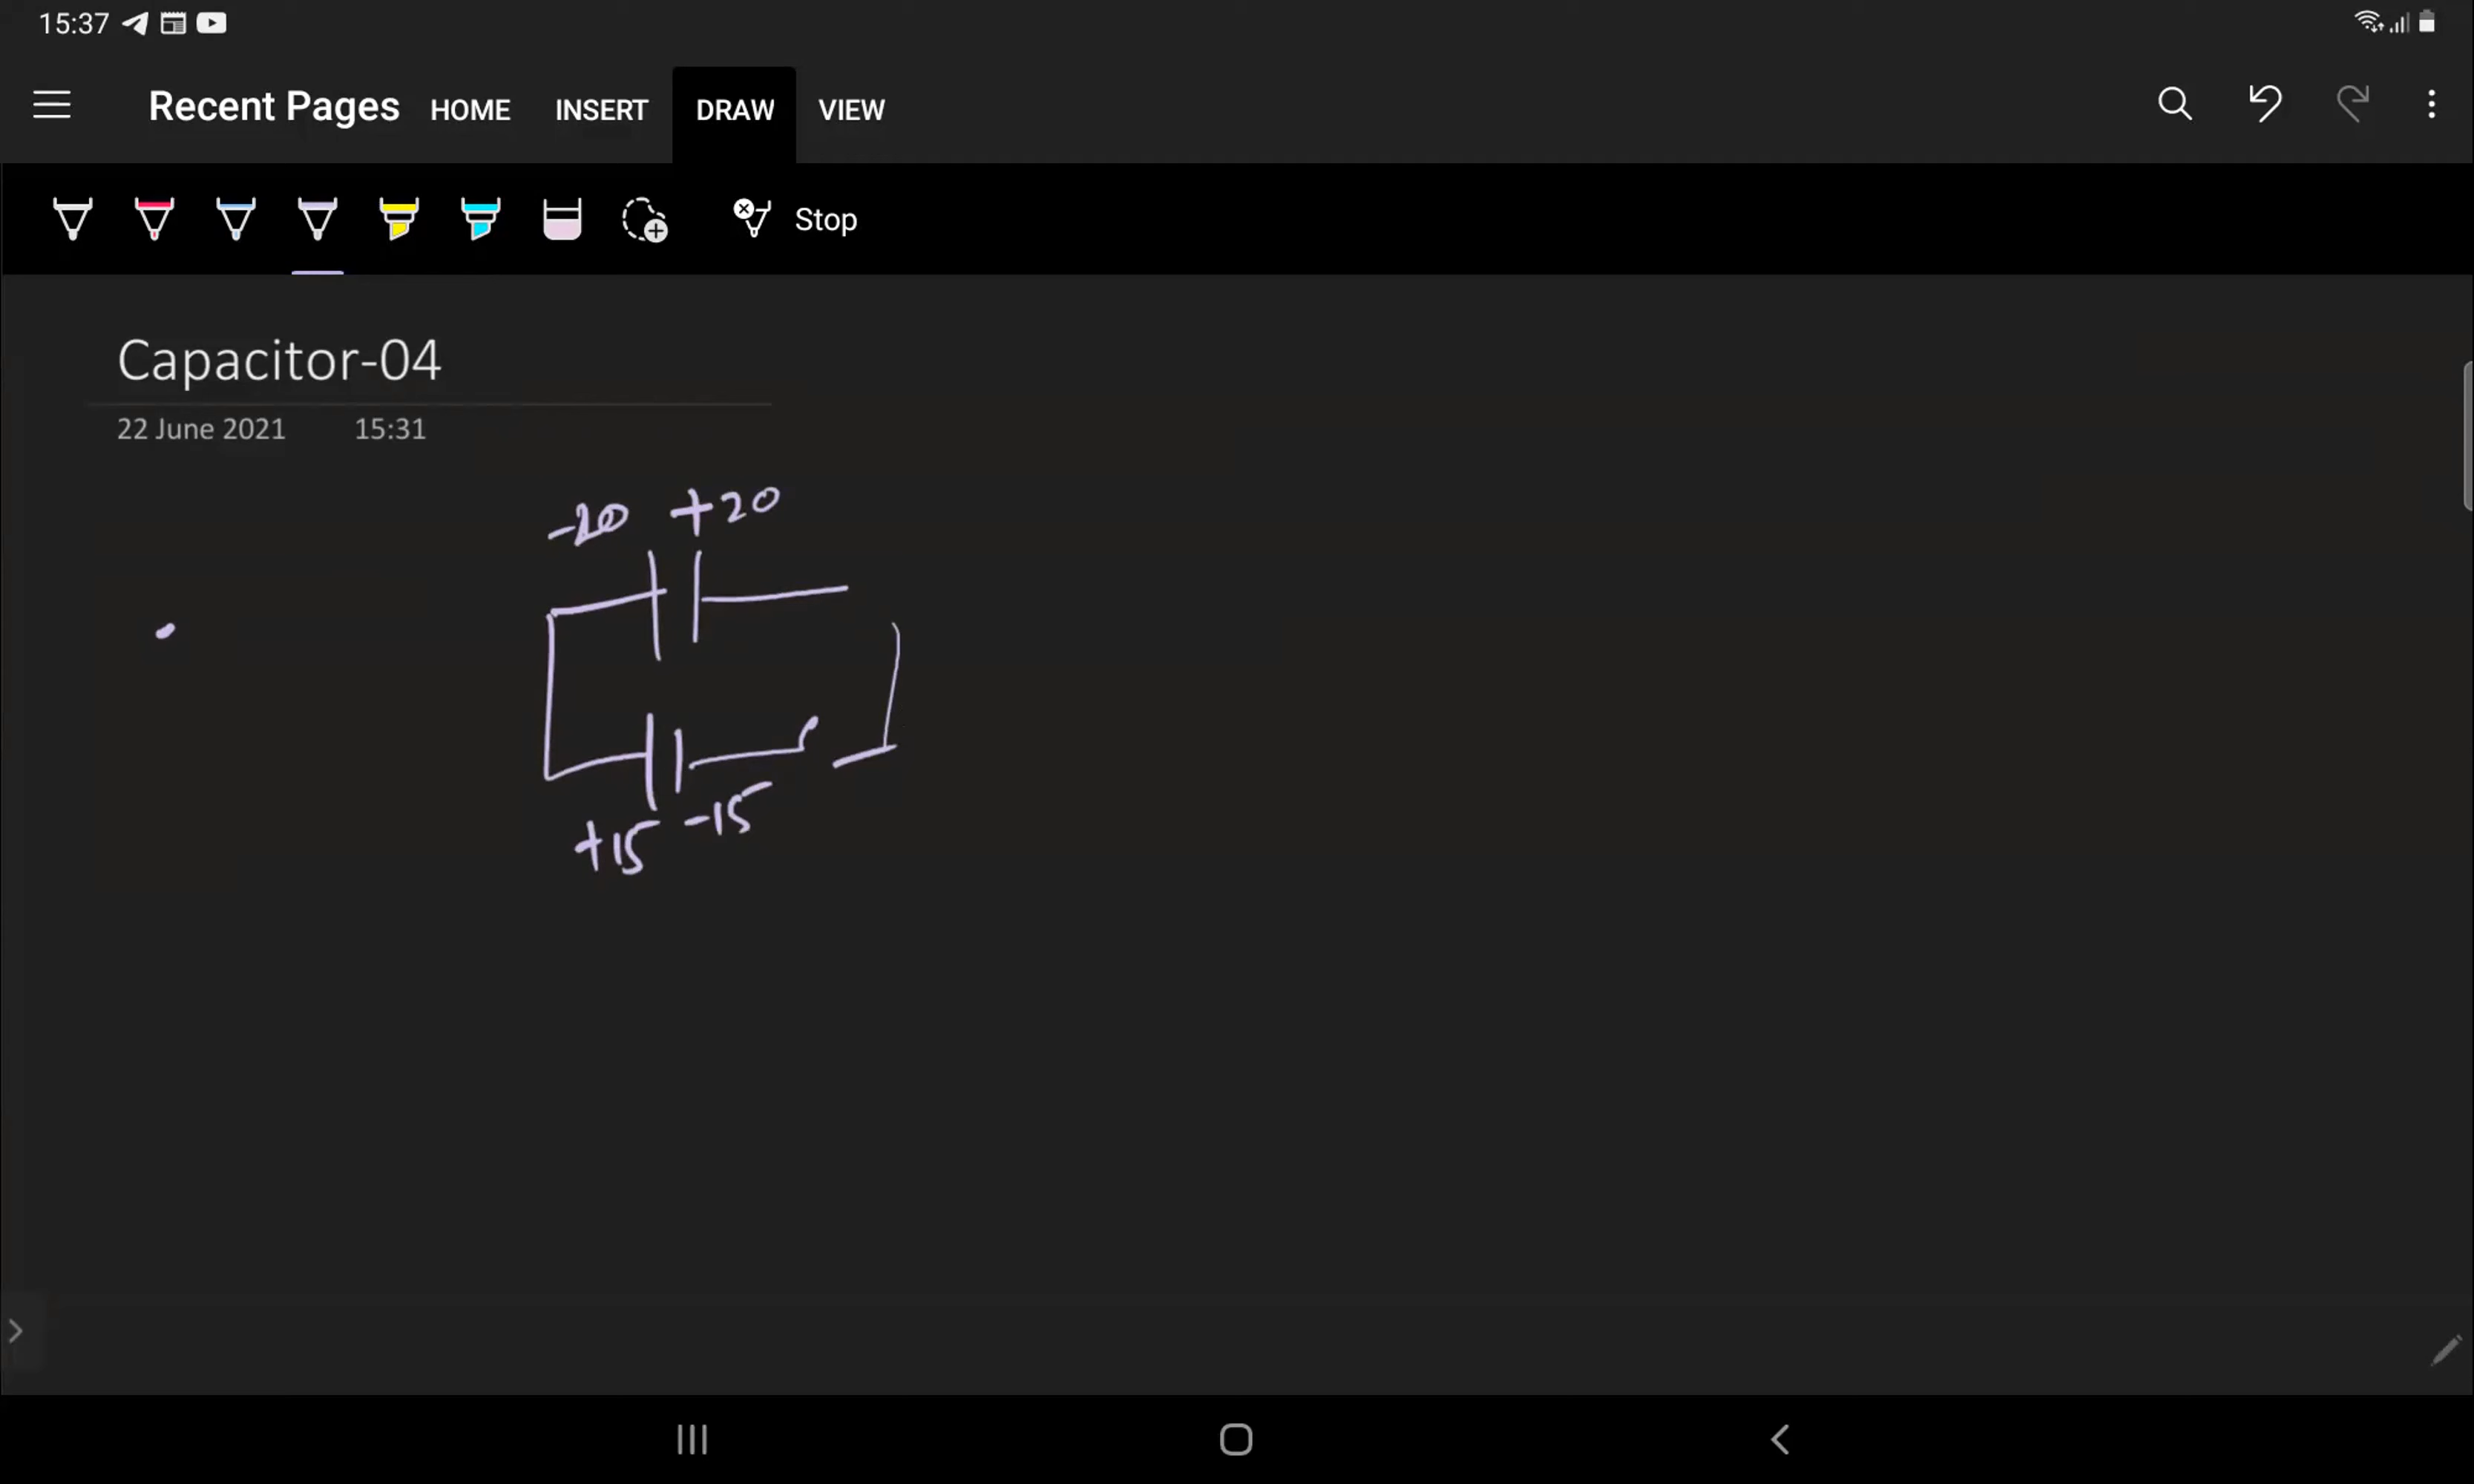 15:37
Recent Pages HOME INSERT DRAW VIEW
Stop
Capacitor-04
22 June 2021 15:31
-20 +20
+15 -15